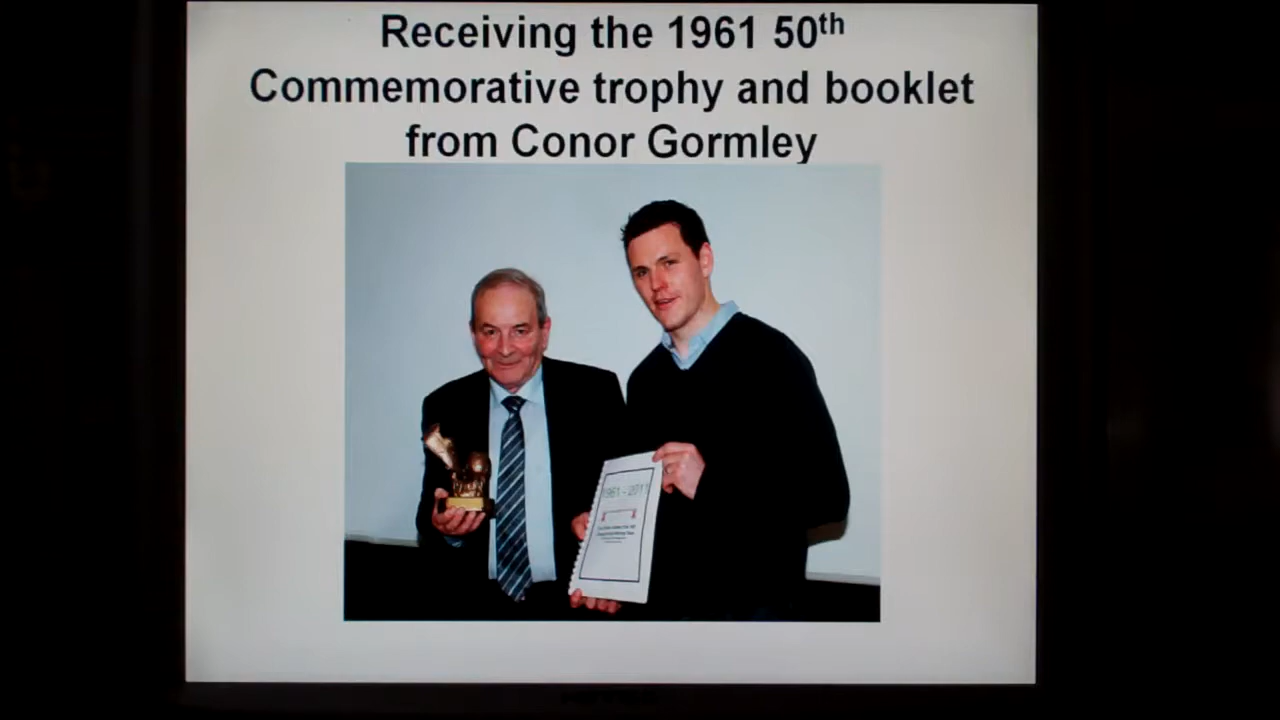 Receiving the 1961 50th
Commemorative trophy and booklet
from Conor Gormley
1961 - 2011